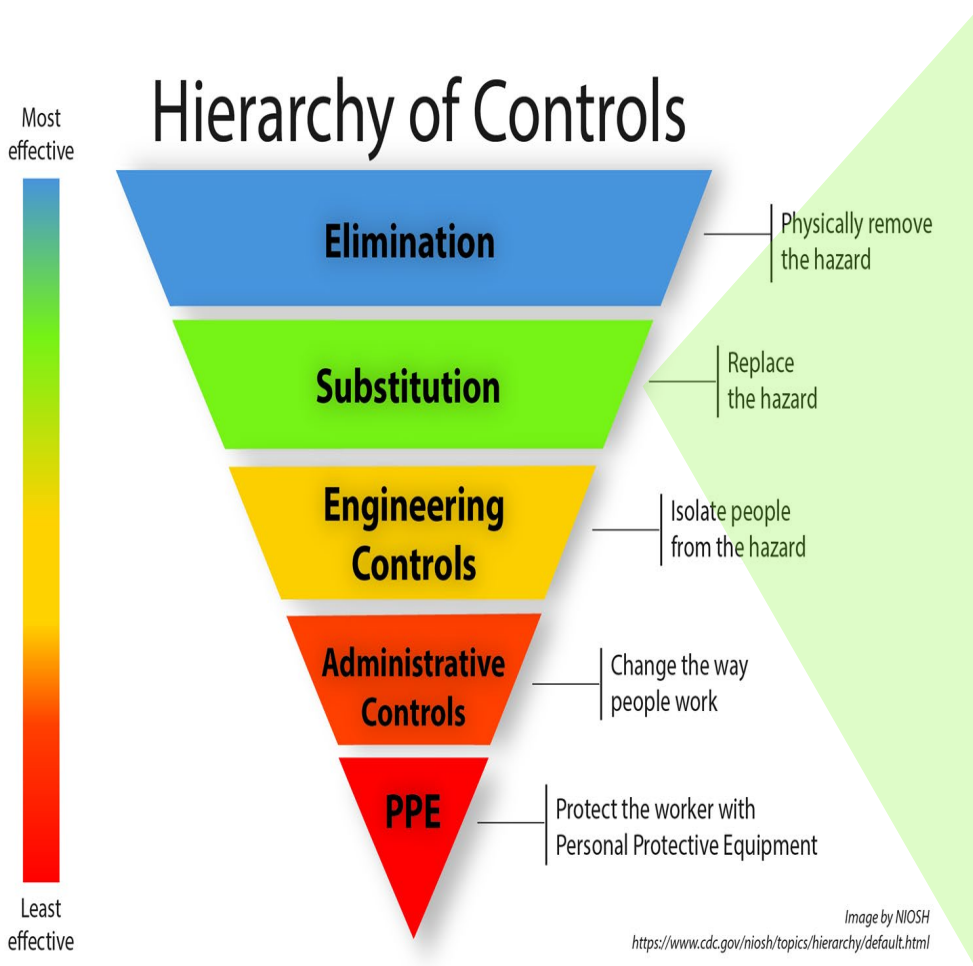 Hierarchy of Controls
Most
effective
Elimination
Physically remove
the hazard
Substitution
Replace
the hazard
Engineering
Controls
Isolate people
from the hazard
Administrative
Controls
Change the way
people work
PPE
Protect the worker with
Personal Protective Equipment
Least
effective
Image by NIOSH
https://www.cdc.gov/niosh/topics/hierarchy/default.html